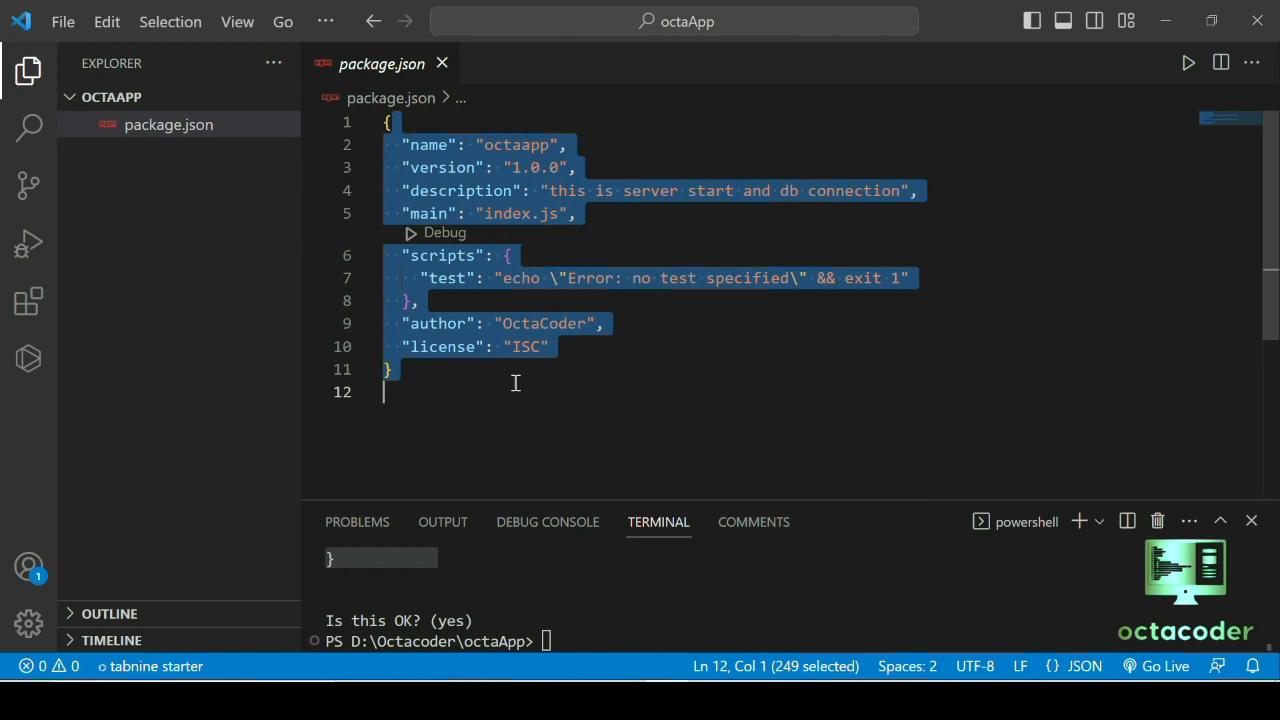 File Edit Selection View Go ··· octaApp
EXPLORER ···
package.json
OCTAAPP
package.json > ...
package.json
1 {
2 "name": "octaapp",
3 "version": "1.0.0",
4 "description": "this is server start and db connection",
5 "main": "index.js",
Debug
6 "scripts": {
7 "test": "echo \"Error: no test specified\" && exit 1"
8 },
9 "author": "OctaCoder",
10 "license": "ISC"
11 }
12
PROBLEMS OUTPUT DEBUG CONSOLE TERMINAL COMMENTS powershell
}
Is this OK? (yes)
PS D:\Octacoder\octaApp>
octacoder
1
OUTLINE
TIMELINE
0 0 tabnine starter Ln 12, Col 1 (249 selected) Spaces: 2 UTF-8 LF {} JSON Go Live